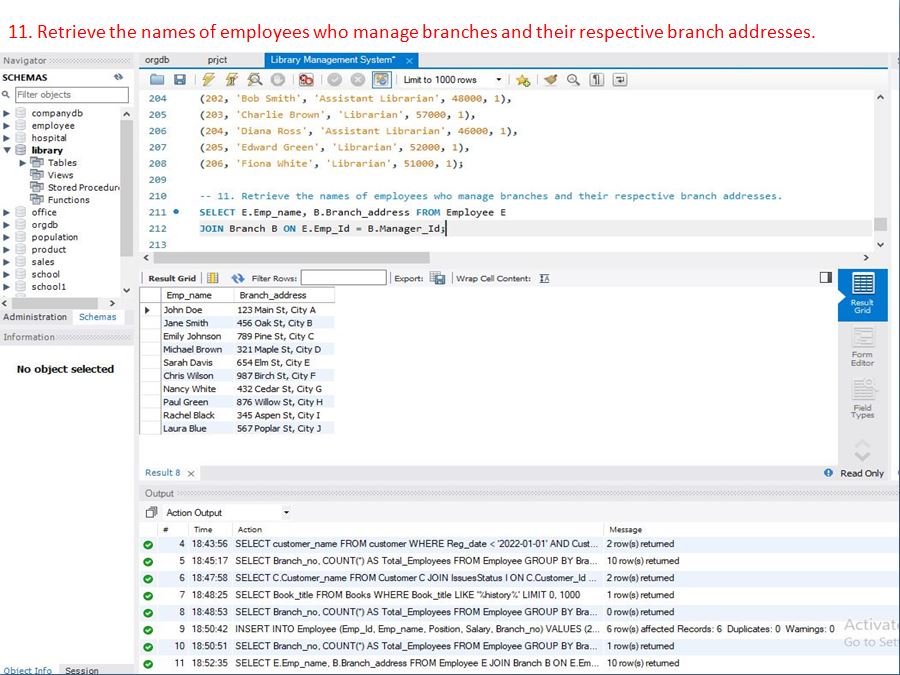 11. Retrieve the names of employees who manage branches and their respective branch addresses.
Navigator
orgdb prjct Library Management System* ×
SCHEMAS
Limit to 1000 rows
Filter objects
companydb
employee
hospital
library
Tables
Views
Stored Procedur
Functions
office
orgdb
population
product
sales
school
school1
Administration Schemas
Information
No object selected
Object Info Session
204 (202, 'Bob Smith', 'Assistant Librarian', 48000, 1),
205 (203, 'Charlie Brown', 'Librarian', 57000, 1),
206 (204, 'Diana Ross', 'Assistant Librarian', 46000, 1),
207 (205, 'Edward Green', 'Librarian', 52000, 1),
208 (206, 'Fiona White', 'Librarian', 51000, 1);
209
210 -- 11. Retrieve the names of employees who manage branches and their respective branch addresses.
211 SELECT E.Emp_name, B.Branch_address FROM Employee E
212 JOIN Branch B ON E.Emp_Id = B.Manager_Id;
213
Result Grid Filter Rows: Export: Wrap Cell Content:
Emp_name Branch_address
John Doe 123 Main St, City A
Jane Smith 456 Oak St, City B
Emily Johnson 789 Pine St, City C
Michael Brown 321 Maple St, City D
Sarah Davis 654 Elm St, City E
Chris Wilson 987 Birch St, City F
Nancy White 432 Cedar St, City G
Paul Green 876 Willow St, City H
Rachel Black 345 Aspen St, City I
Laura Blue 567 Poplar St, City J
Result
Grid
Form
Editor
Field
Types
Result 8 × Read Only
Output
Action Output
# Time Action Message
4 18:43:56 SELECT customer_name FROM customer WHERE Reg_date < '2022-01-01' AND Cust... 2 row(s) returned
5 18:45:17 SELECT Branch_no, COUNT(*) AS Total_Employees FROM Employee GROUP BY Bra... 10 row(s) returned
6 18:47:58 SELECT C.Customer_name FROM Customer C JOIN IssuesStatus I ON C.Customer_Id ... 2 row(s) returned
7 18:48:25 SELECT Book_title FROM Books WHERE Book_title LIKE '%history%' LIMIT 0, 1000 1 row(s) returned
8 18:48:53 SELECT Branch_no, COUNT(*) AS Total_Employees FROM Employee GROUP BY Bra... 0 row(s) returned
9 18:50:42 INSERT INTO Employee (Emp_Id, Emp_name, Position, Salary, Branch_no) VALUES (2... 6 row(s) affected Records: 6 Duplicates: 0 Warnings: 0
10 18:50:51 SELECT Branch_no, COUNT(*) AS Total_Employees FROM Employee GROUP BY Bra... 1 row(s) returned
11 18:52:35 SELECT E.Emp_name, B.Branch_address FROM Employee E JOIN Branch B ON E.Em... 10 row(s) returned
Activat
Go to Set